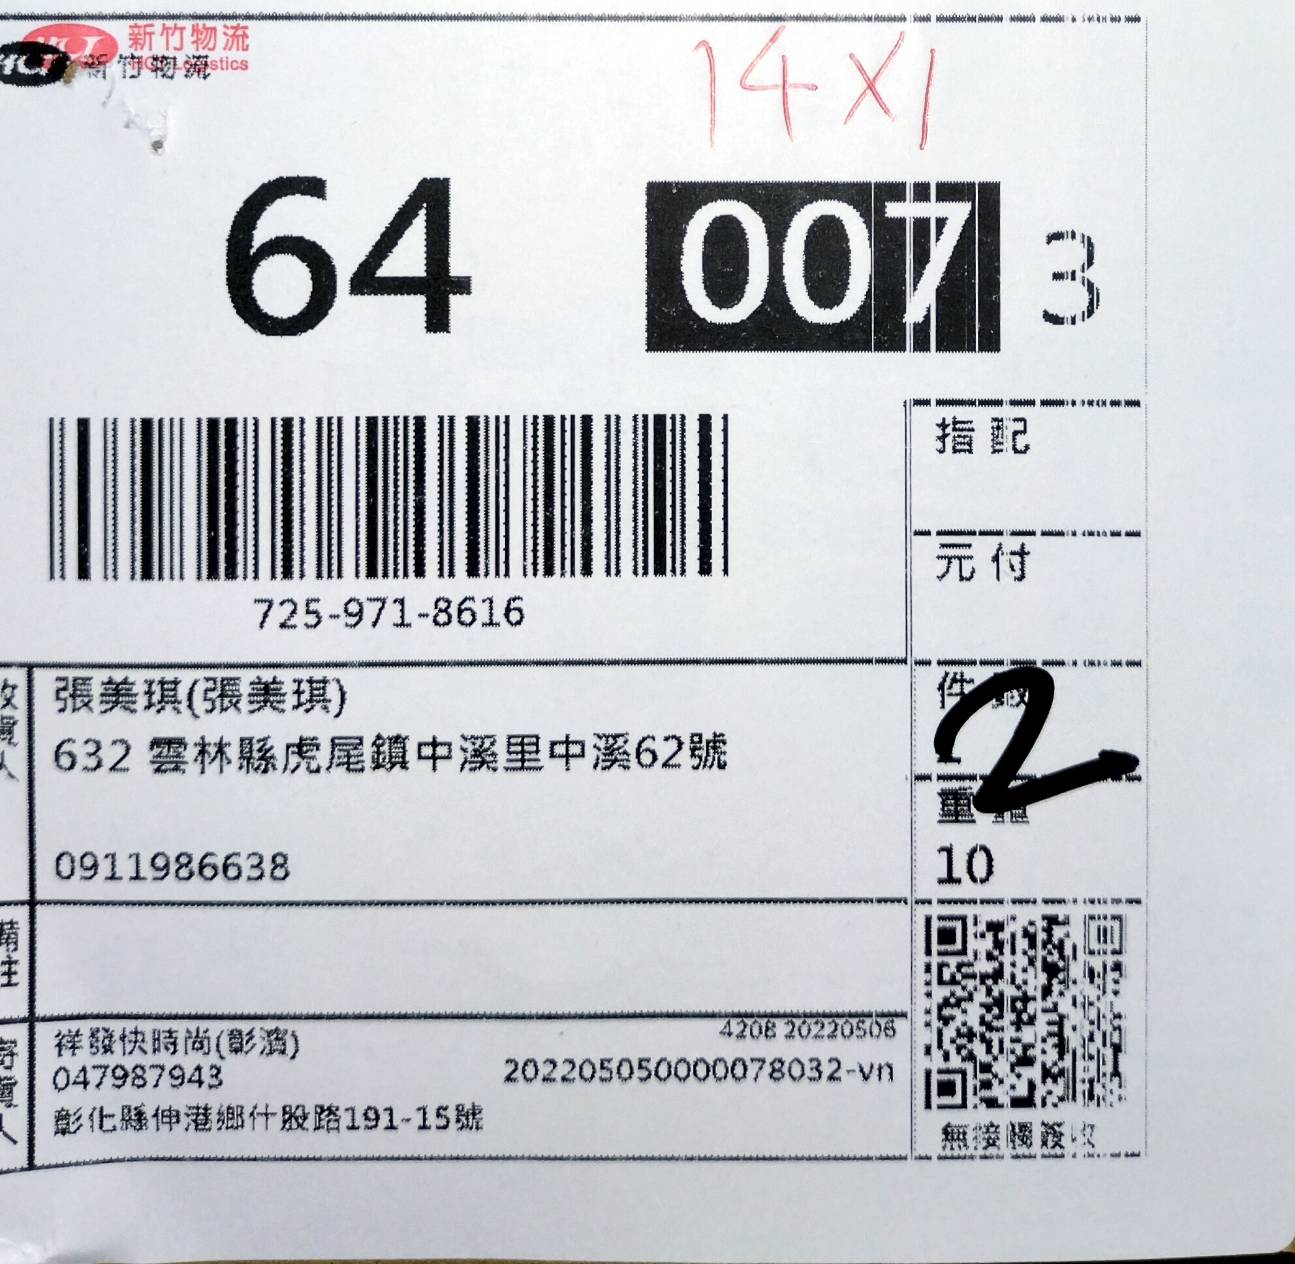 新竹物流
HCT Logistics
新竹物流
14 X 1
64 007 3
指配
725-971-8616
元付
收貨人
張美琪(張美琪)
632 雲林縣虎尾鎮中溪里中溪62號
0911986638
件數
2
重量
10
備註
寄貨人
祥發快時尚(彰濱)
4208 20220506
047987943
202205050000078032-vn
彰化縣伸港鄉什股路191-15號
無接觸簽收